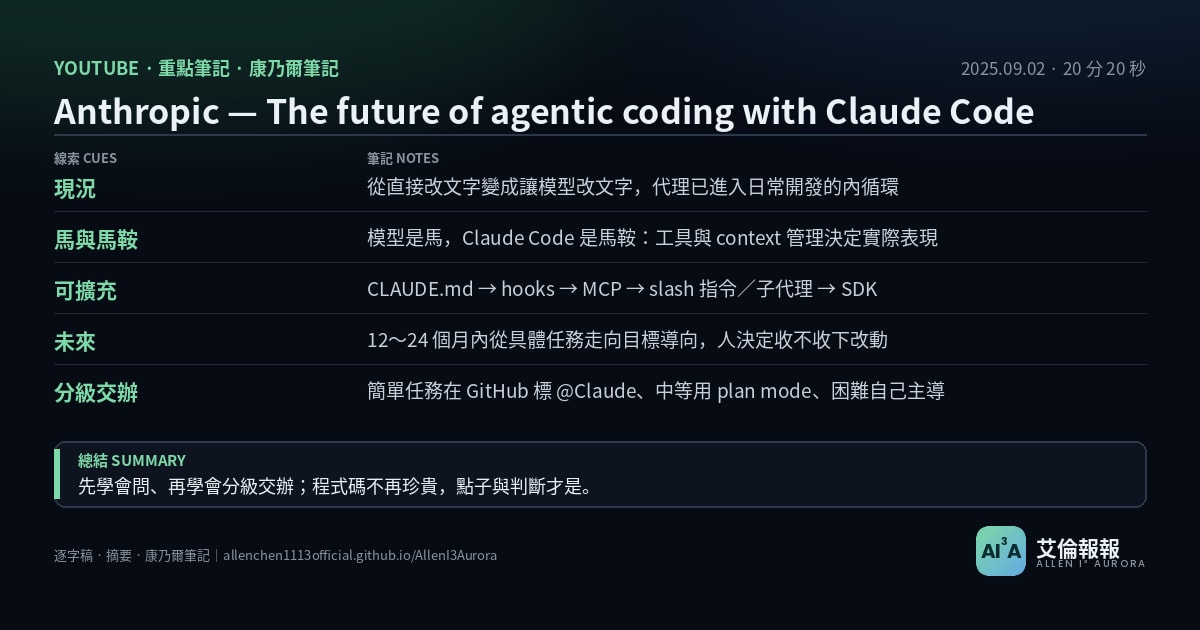 YOUTUBE · 重點筆記 · 康乃爾筆記
2025.09.02 · 20 分 20 秒
Anthropic — The future of agentic coding with Claude Code
線索 CUES
筆記 NOTES
現況
從直接改文字變成讓模型改文字，代理已進入日常開發的內循環
馬與馬鞍
模型是馬，Claude Code 是馬鞍：工具與 context 管理決定實際表現
可擴充
CLAUDE.md → hooks → MCP → slash 指令／子代理 → SDK
未來
12～24 個月內從具體任務走向目標導向，人決定收不收下改動
分級交辦
簡單任務在 GitHub 標 @Claude、中等用 plan mode、困難自己主導
總結 SUMMARY
先學會問、再學會分級交辦；程式碼不再珍貴，點子與判斷才是。
逐字稿 · 摘要 · 康乃爾筆記｜allenchen1113official.github.io/AllenI3Aurora
AI³A
艾倫報報
ALLEN I³ AURORA